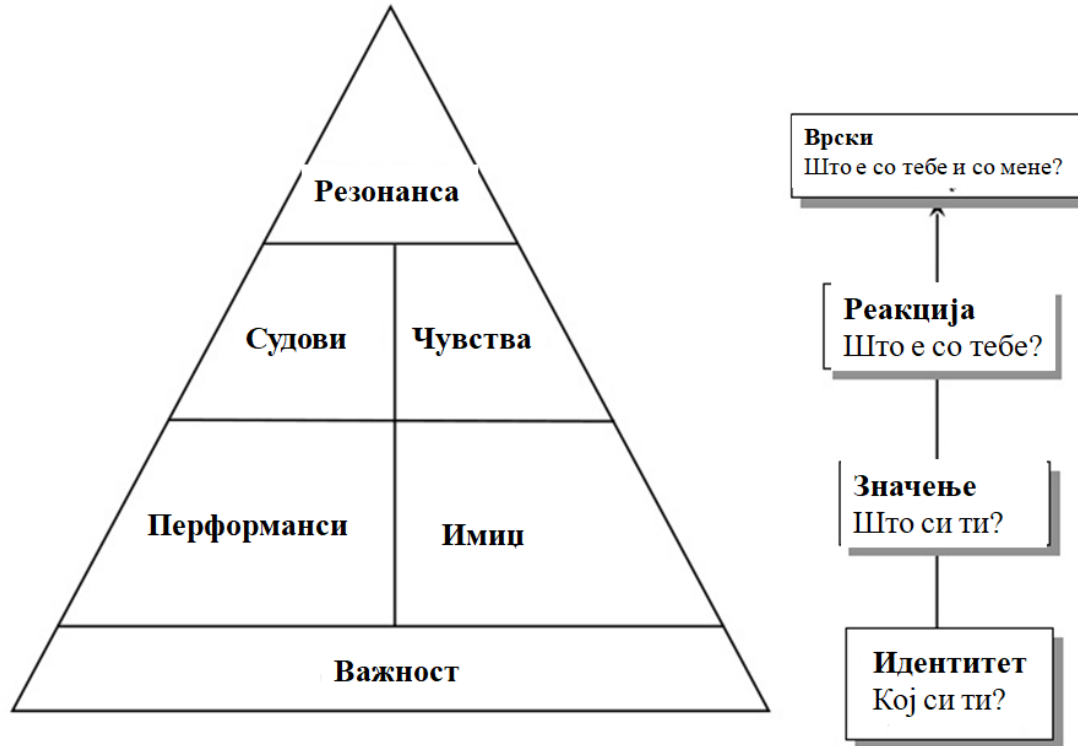 Резонанса
Судови
Чувства
Перформанси
Имиџ
Важност
Врски
Што е со тебе и со мене?
Реакција
Што е со тебе?
Значење
Што си ти?
Идентитет
Кој си ти?